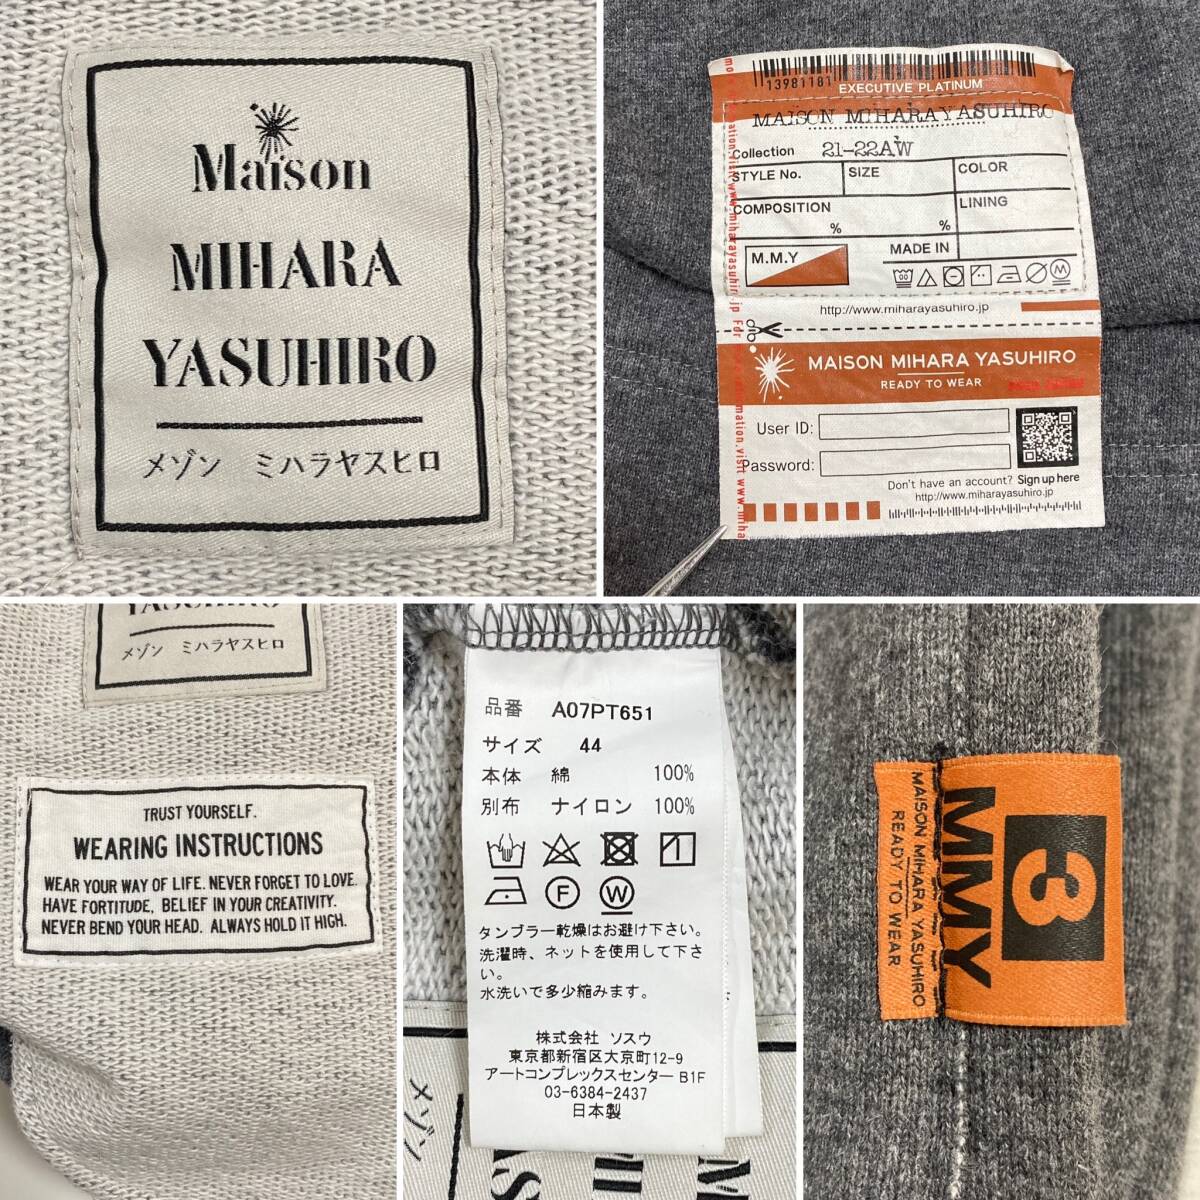 Maison
MIHARA
YASUHIRO
メゾン ミハラヤスヒロ
13981181
EXECUTIVE PLATINUM
MAISON MIHARAYASUHIRO
Collection 21-22AW
STYLE No. SIZE COLOR
COMPOSITION LINING
% %
M.M.Y MADE IN
http://www.miharayasuhiro.jp
MAISON MIHARA YASUHIRO
READY TO WEAR
User ID:
Password:
Don't have an account? Sign up here
http://www.miharayasuhiro.jp
YASUHIRO
メゾン ミハラヤスヒロ
TRUST YOURSELF.
WEARING INSTRUCTIONS
WEAR YOUR WAY OF LIFE. NEVER FORGET TO LOVE.
HAVE FORTITUDE, BELIEF IN YOUR CREATIVITY.
NEVER BEND YOUR HEAD. ALWAYS HOLD IT HIGH.
品番 A07PT651
サイズ 44
本体 綿 100%
別布 ナイロン 100%
F W
タンブラー乾燥はお避け下さい。
洗濯時、ネットを使用して下さ
い。
水洗いで多少縮みます。
株式会社 ソスウ
東京都新宿区大京町12-9
アートコンプレックスセンター B1F
03-6384-2437
日本製
メゾン
3
MMY
MAISON MIHARA YASUHIRO
READY TO WEAR